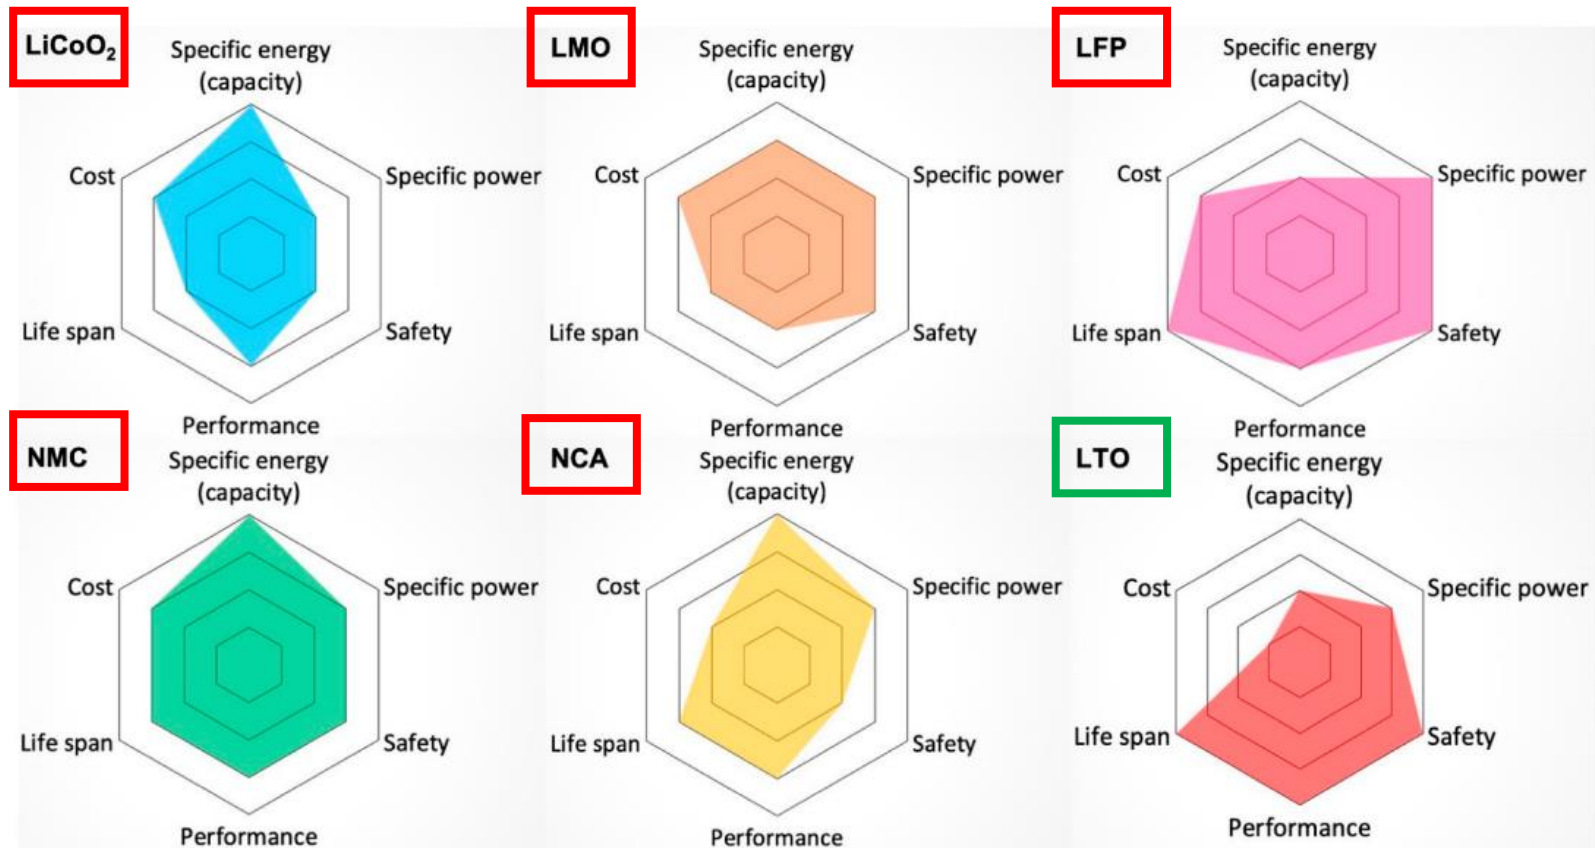 LiCoO₂
Specific energy
(capacity)
Cost
Specific power
Life span
Safety
Performance
LMO
Specific energy
(capacity)
Cost
Specific power
Life span
Safety
Performance
LFP
Specific energy
(capacity)
Cost
Specific power
Life span
Safety
Performance
NMC
Specific energy
(capacity)
Cost
Specific power
Life span
Safety
Performance
NCA
Specific energy
(capacity)
Cost
Specific power
Life span
Safety
Performance
LTO
Specific energy
(capacity)
Cost
Specific power
Life span
Safety
Performance